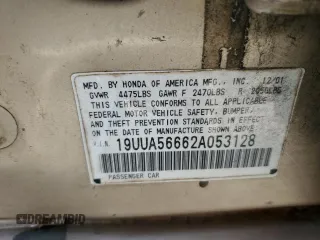 MFD. BY HONDA OF AMERICA MFG., INC. 12/01
GVWR 4475LBS GAWR F 2470LBS R 2050LBS
THIS VEHICLE CONFORMS TO ALL APPLICABLE
FEDERAL MOTOR VEHICLE SAFETY, BUMPER,
AND THEFT PREVENTION STANDARDS IN EFFECT
ON THE DATE OF MANUFACTURE SHOWN ABOVE.
V.I.N. 19UUA56662A053128
PASSENGER CAR
AUTOBIDMASTER